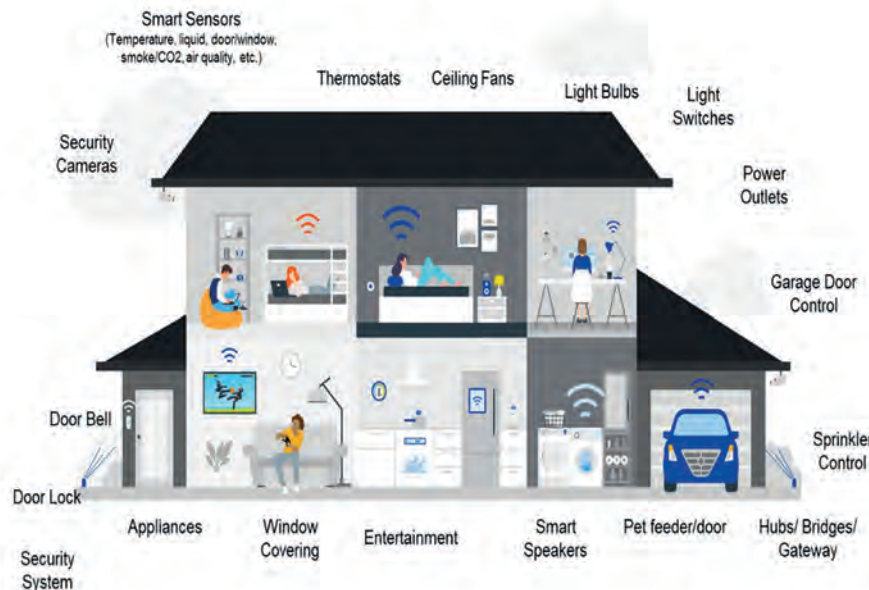 Smart Sensors
(Temperature, liquid, door/window,
smoke/CO2, air quality, etc.)
Thermostats
Ceiling Fans
Light Bulbs
Light
Switches
Security
Cameras
Power
Outlets
Garage Door
Control
Door Bell
Sprinkler
Control
Door Lock
Appliances
Window
Covering
Entertainment
Smart
Speakers
Pet feeder/door
Hubs/ Bridges/
Gateway
Security
System